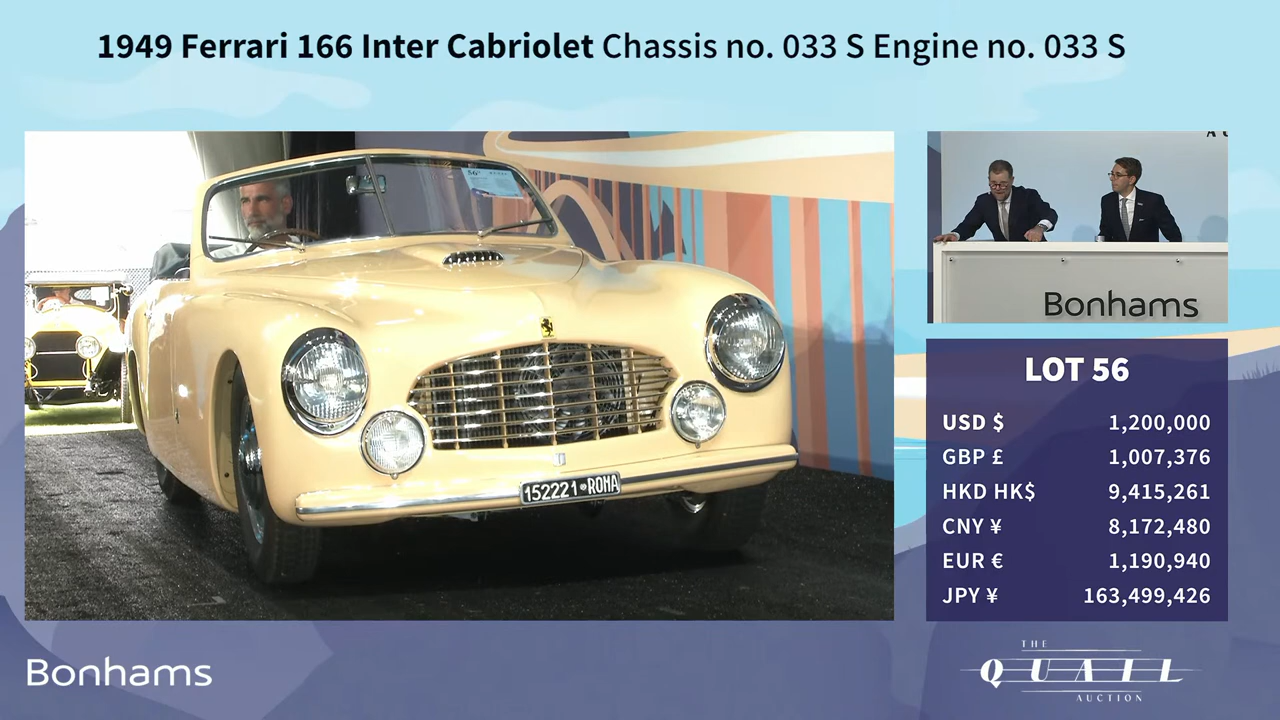 1949 Ferrari 166 Inter Cabriolet Chassis no. 033 S Engine no. 033 S
56
152221•ROMA
A U
Bonhams
LOT 56
USD $ 1,200,000
GBP £ 1,007,376
HKD HK$ 9,415,261
CNY ¥ 8,172,480
EUR € 1,190,940
JPY ¥ 163,499,426
Bonhams
THE
QUAIL
AUCTION